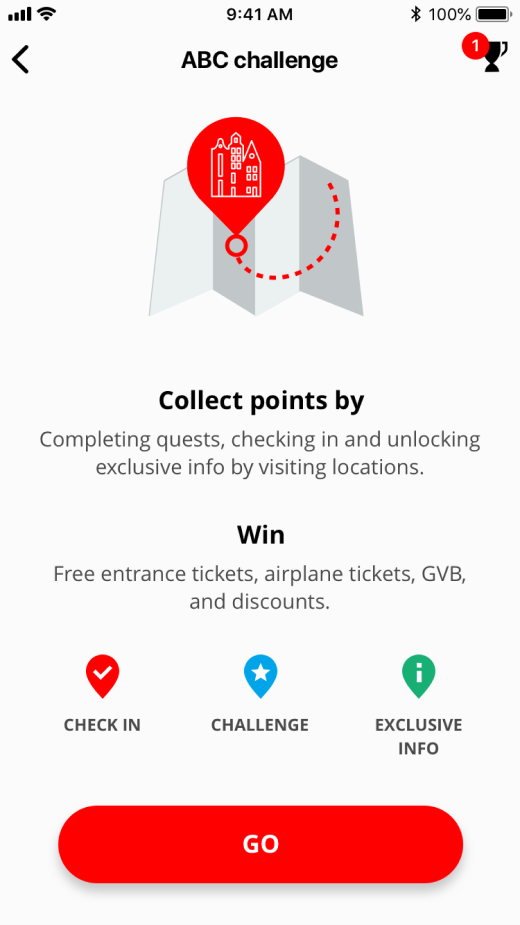 9:41 AM
100%
ABC challenge
1
Collect points by
Completing quests, checking in and unlocking
exclusive info by visiting locations.
Win
Free entrance tickets, airplane tickets, GVB,
and discounts.
CHECK IN
CHALLENGE
EXCLUSIVE
INFO
GO